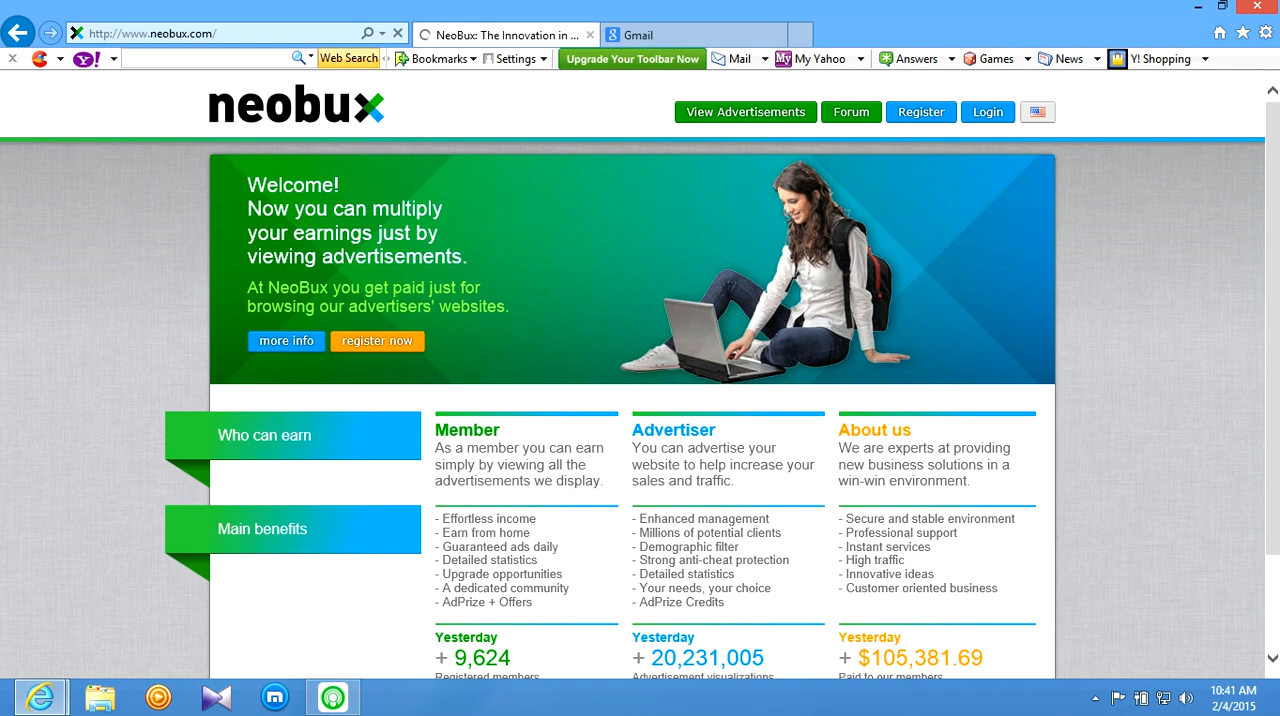 http://www.neobux.com/
NeoBux: The Innovation in ...
Gmail
Web Search
Bookmarks
Settings
Upgrade Your Toolbar Now
Mail
My Yahoo
Answers
Games
News
Y! Shopping
neobux
View Advertisements
Forum
Register
Login
Welcome!
Now you can multiply
your earnings just by
viewing advertisements.
At NeoBux you get paid just for
browsing our advertisers' websites.
more info
register now
Who can earn
Member
As a member you can earn
simply by viewing all the
advertisements we display.
Advertiser
You can advertise your
website to help increase your
sales and traffic.
About us
We are experts at providing
new business solutions in a
win-win environment.
Main benefits
- Effortless income
- Earn from home
- Guaranteed ads daily
- Detailed statistics
- Upgrade opportunities
- A dedicated community
- AdPrize + Offers
- Enhanced management
- Millions of potential clients
- Demographic filter
- Strong anti-cheat protection
- Detailed statistics
- Your needs, your choice
- AdPrize Credits
- Secure and stable environment
- Professional support
- Instant services
- High traffic
- Innovative ideas
- Customer oriented business
Yesterday
+ 9,624
Registered members
Yesterday
+ 20,231,005
Advertisement visualizations
Yesterday
+ $105,381.69
Paid to our members
10:41 AM
2/4/2015